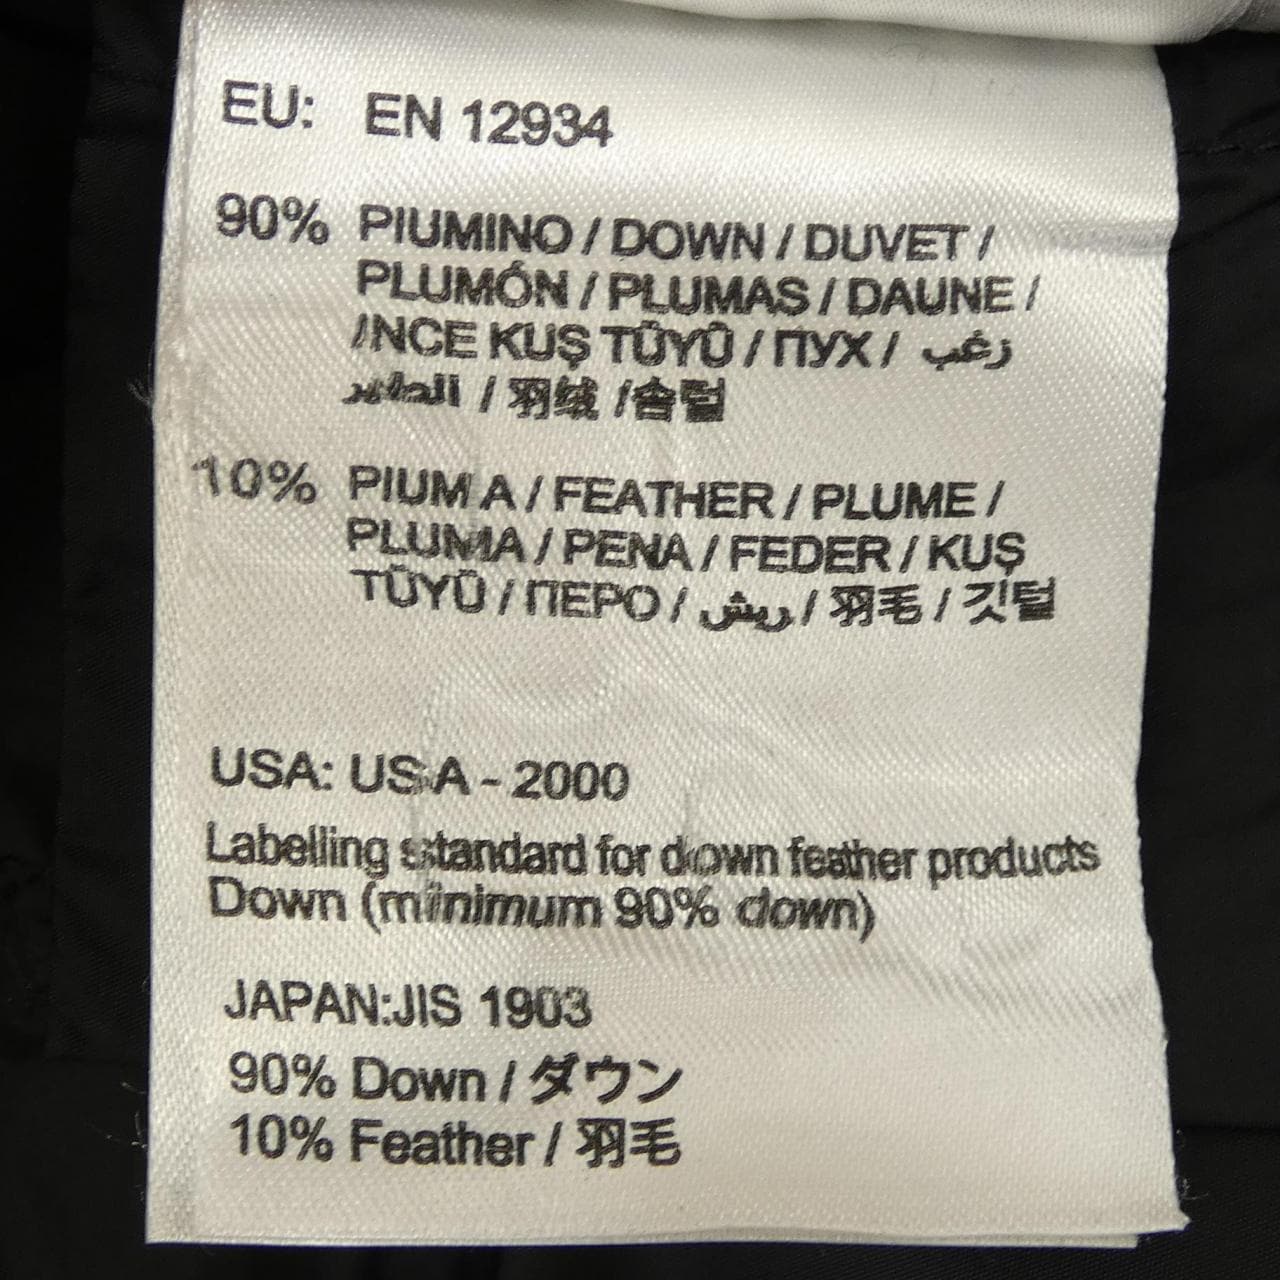 EU: EN 12934
90% PIUMINO / DOWN / DUVET /
PLUMÓN / PLUMAS / DAUNE /
İNCE KUŞ TÜYÜ / ПУХ / زغب
الطاير / 羽绒 / 솜털
10% PIUMA / FEATHER / PLUME /
PLUMA / PENA / FEDER / KUŞ
TÜYÜ / ПЕРО / ريش / 羽毛 / 깃털
USA: USA - 2000
Labelling standard for down feather products
Down (minimum 90% down)
JAPAN:JIS 1903
90% Down / ダウン
10% Feather / 羽毛